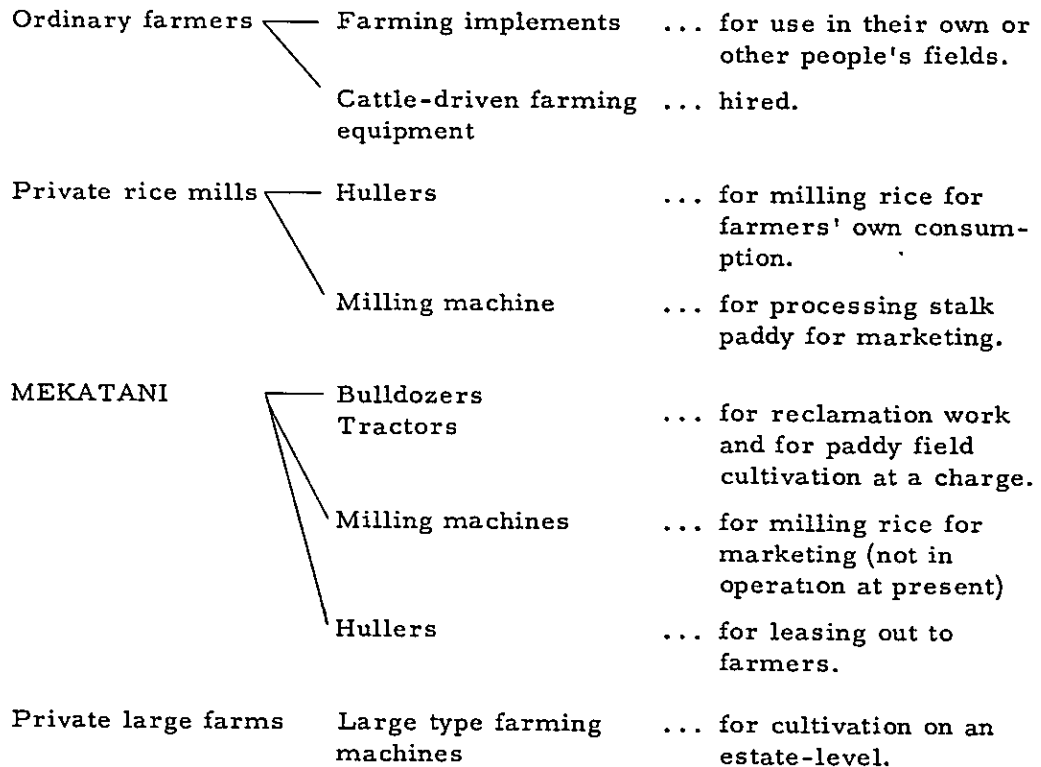 Ordinary farmers Farming implements ... for use in their own or
other people's fields.
Cattle-driven farming ... hired.
equipment
Private rice mills Hullers ... for milling rice for
farmers' own consum-
ption.
Milling machine ... for processing stalk
paddy for marketing.
MEKATANI Bulldozers
Tractors ... for reclamation work
and for paddy field
cultivation at a charge.
Milling machines ... for milling rice for
marketing (not in
operation at present)
Hullers ... for leasing out to
farmers.
Private large farms Large type farming ... for cultivation on an
machines estate-level.